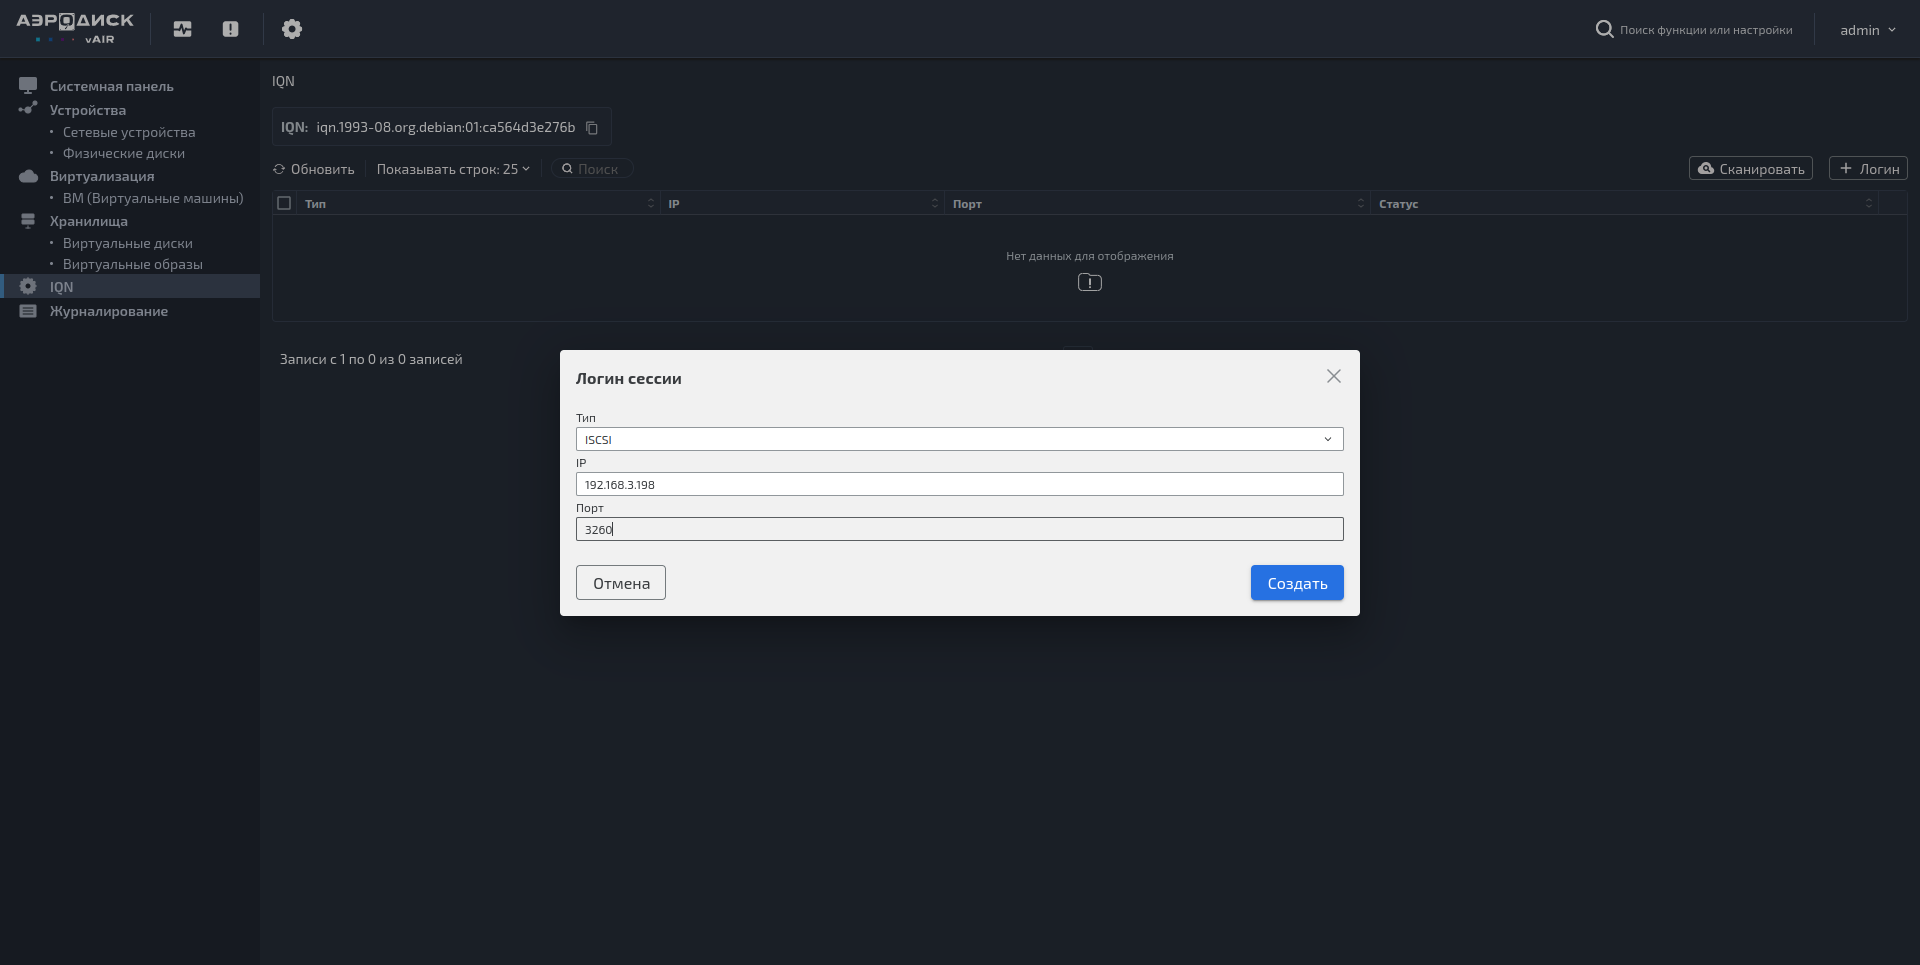 АЭРОДИСК
vAIR
Поиск функции или настройки
admin
Системная панель
Устройства
Сетевые устройства
Физические диски
Виртуализация
ВМ (Виртуальные машины)
Хранилища
Виртуальные диски
Виртуальные образы
IQN
Журналирование
IQN
IQN: iqn.1993-08.org.debian:01:ca564d3e276b
Обновить Показывать строк: 25 Поиск Сканировать Логин
Тип IP Порт Статус
Нет данных для отображения
Записи с 1 по 0 из 0 записей
Логин сессии
Тип
ISCSI
IP
192.168.3.198
Порт
3260
Отмена Создать